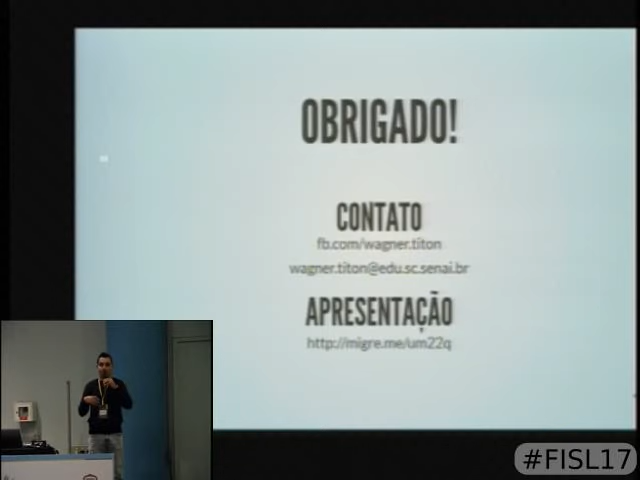 OBRIGADO!
CONTATO
fb.com/wagner.titon
wagner.titon@edu.sc.senai.br
APRESENTAÇÃO
http://migre.me/um22q
#FISL17